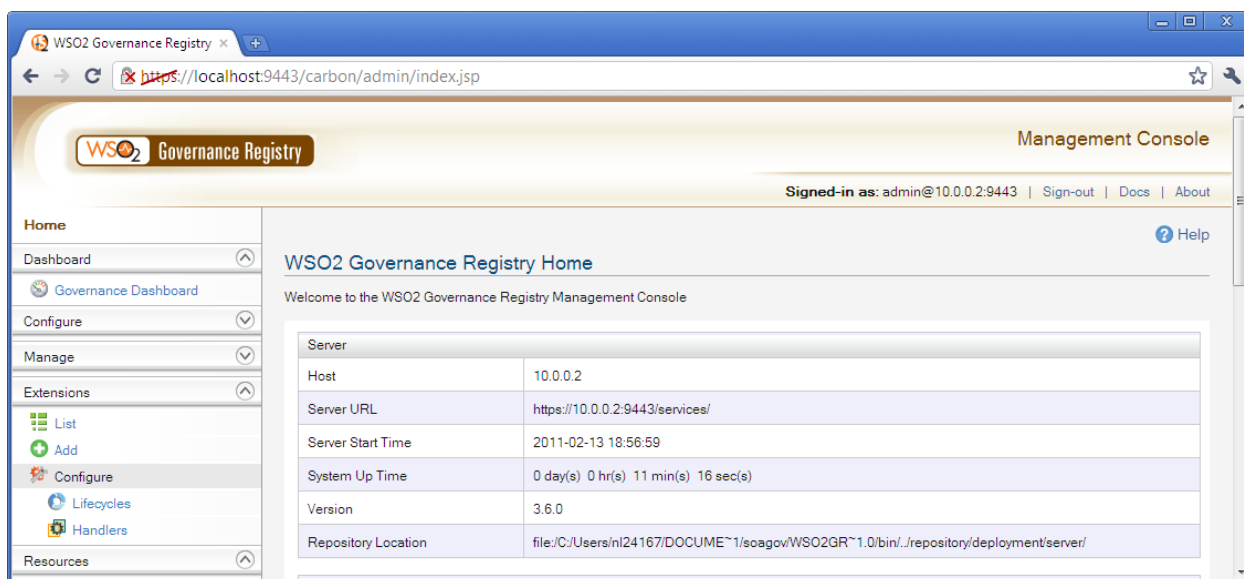 WSO2 Governance Registry
https://localhost:9443/carbon/admin/index.jsp
WSO2 Governance Registry
Management Console
Signed-in as: admin@10.0.0.2:9443 | Sign-out | Docs | About
Home
Dashboard
Governance Dashboard
Configure
Manage
Extensions
List
Add
Configure
Lifecycles
Handlers
Resources
Help
WSO2 Governance Registry Home
Welcome to the WSO2 Governance Registry Management Console
Server
Host 10.0.0.2
Server URL https://10.0.0.2:9443/services/
Server Start Time 2011-02-13 18:56:59
System Up Time 0 day(s) 0 hr(s) 11 min(s) 16 sec(s)
Version 3.6.0
Repository Location file:/C:/Users/nl24167/DOCUME~1/soagov/WSO2GR~1.0/bin/../repository/deployment/server/